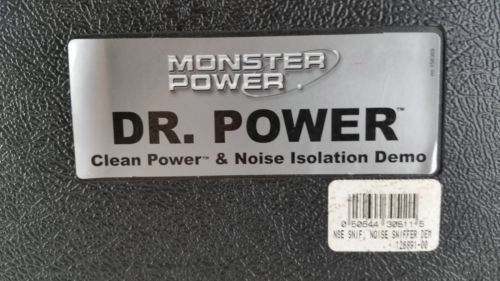 MONSTER
POWER
DR. POWER™
Clean Power™ & Noise Isolation Demo
0 50644 30511 5
NSE SNIF; NOISE SNIFFER DEM
126891-00